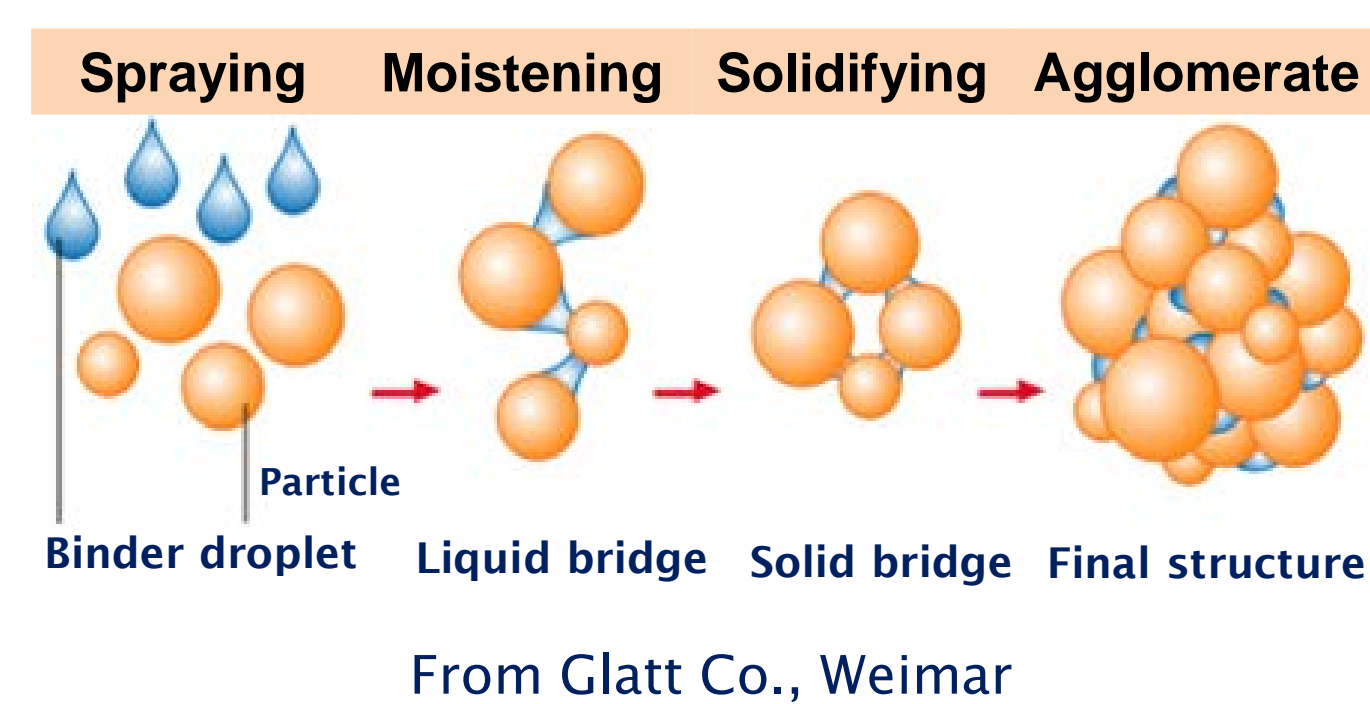 Spraying Moistening Solidifying Agglomerate
Particle
Binder droplet Liquid bridge Solid bridge Final structure
From Glatt Co., Weimar